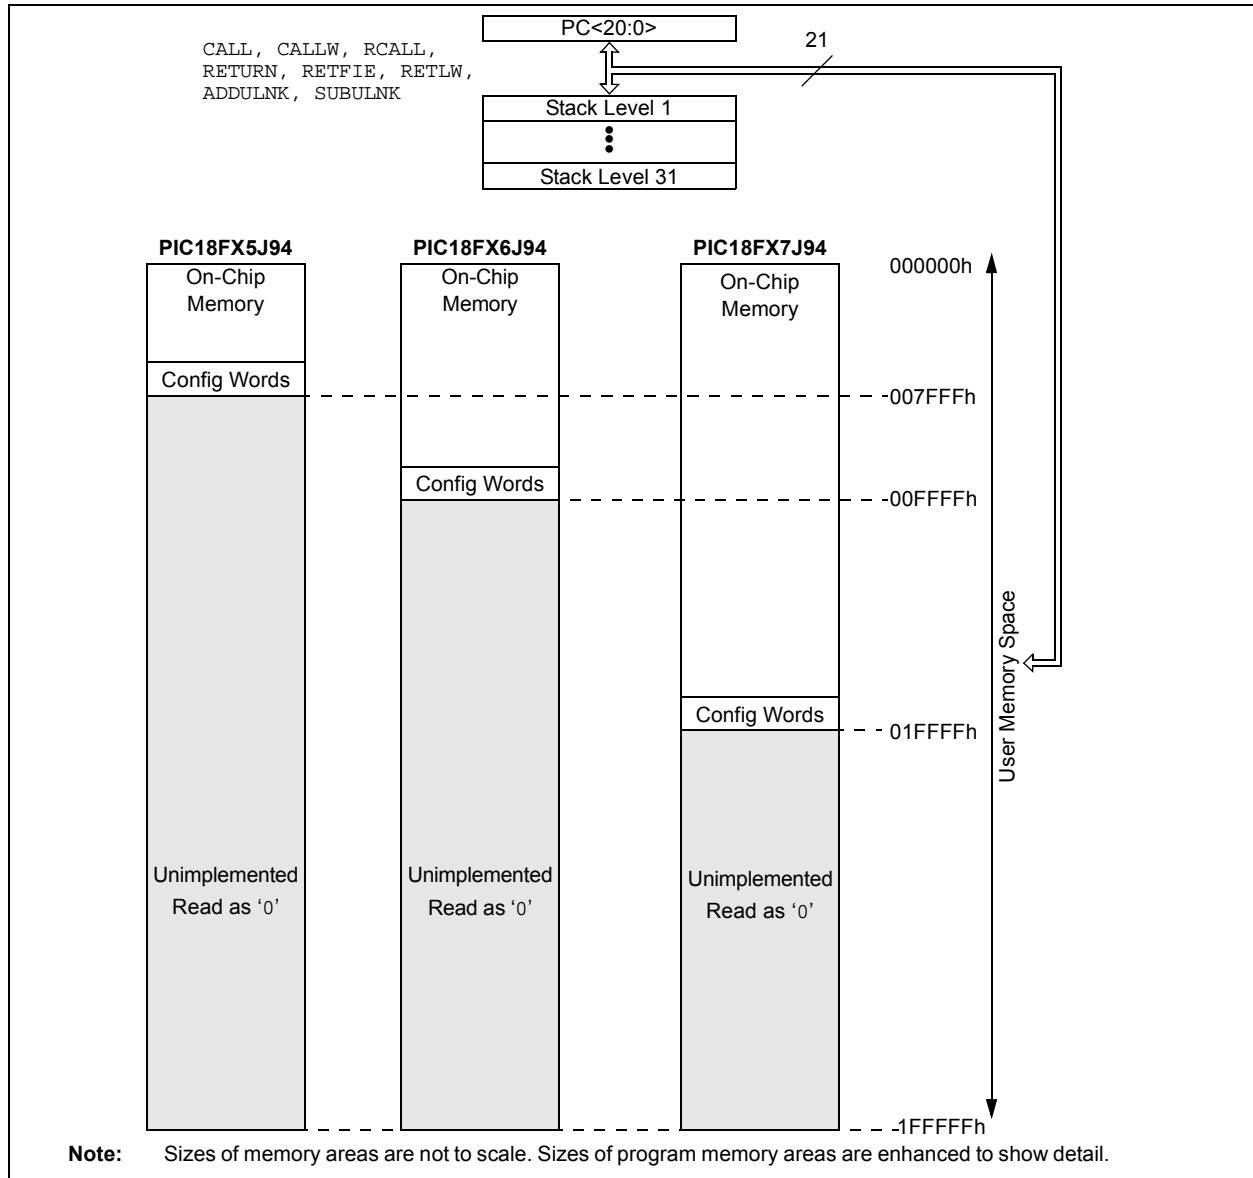 PC<20:0>
21
CALL, CALLW, RCALL,
RETURN, RETFIE, RETLW,
ADDULNK, SUBULNK
Stack Level 1
Stack Level 31
PIC18FX5J94
PIC18FX6J94
PIC18FX7J94
On-Chip
Memory
On-Chip
Memory
On-Chip
Memory
000000h
Config Words
007FFFh
Config Words
00FFFFh
User Memory Space
Config Words
01FFFFh
Unimplemented
Read as ‘0’
Unimplemented
Read as ‘0’
Unimplemented
Read as ‘0’
1FFFFFh
Note: Sizes of memory areas are not to scale. Sizes of program memory areas are enhanced to show detail.